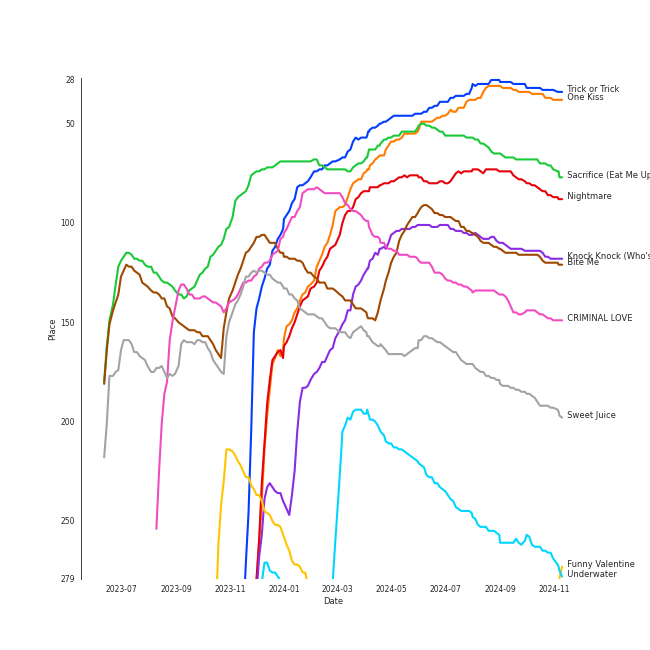 28
50
100
150
200
250
279
Place
2023-07
2023-09
2023-11
2024-01
2024-03
2024-05
2024-07
2024-09
2024-11
Date
Trick or Trick
One Kiss
Sacrifice (Eat Me Up
Nightmare
Knock Knock (Who's
Bite Me
CRIMINAL LOVE
Sweet Juice
Funny Valentine
Underwater